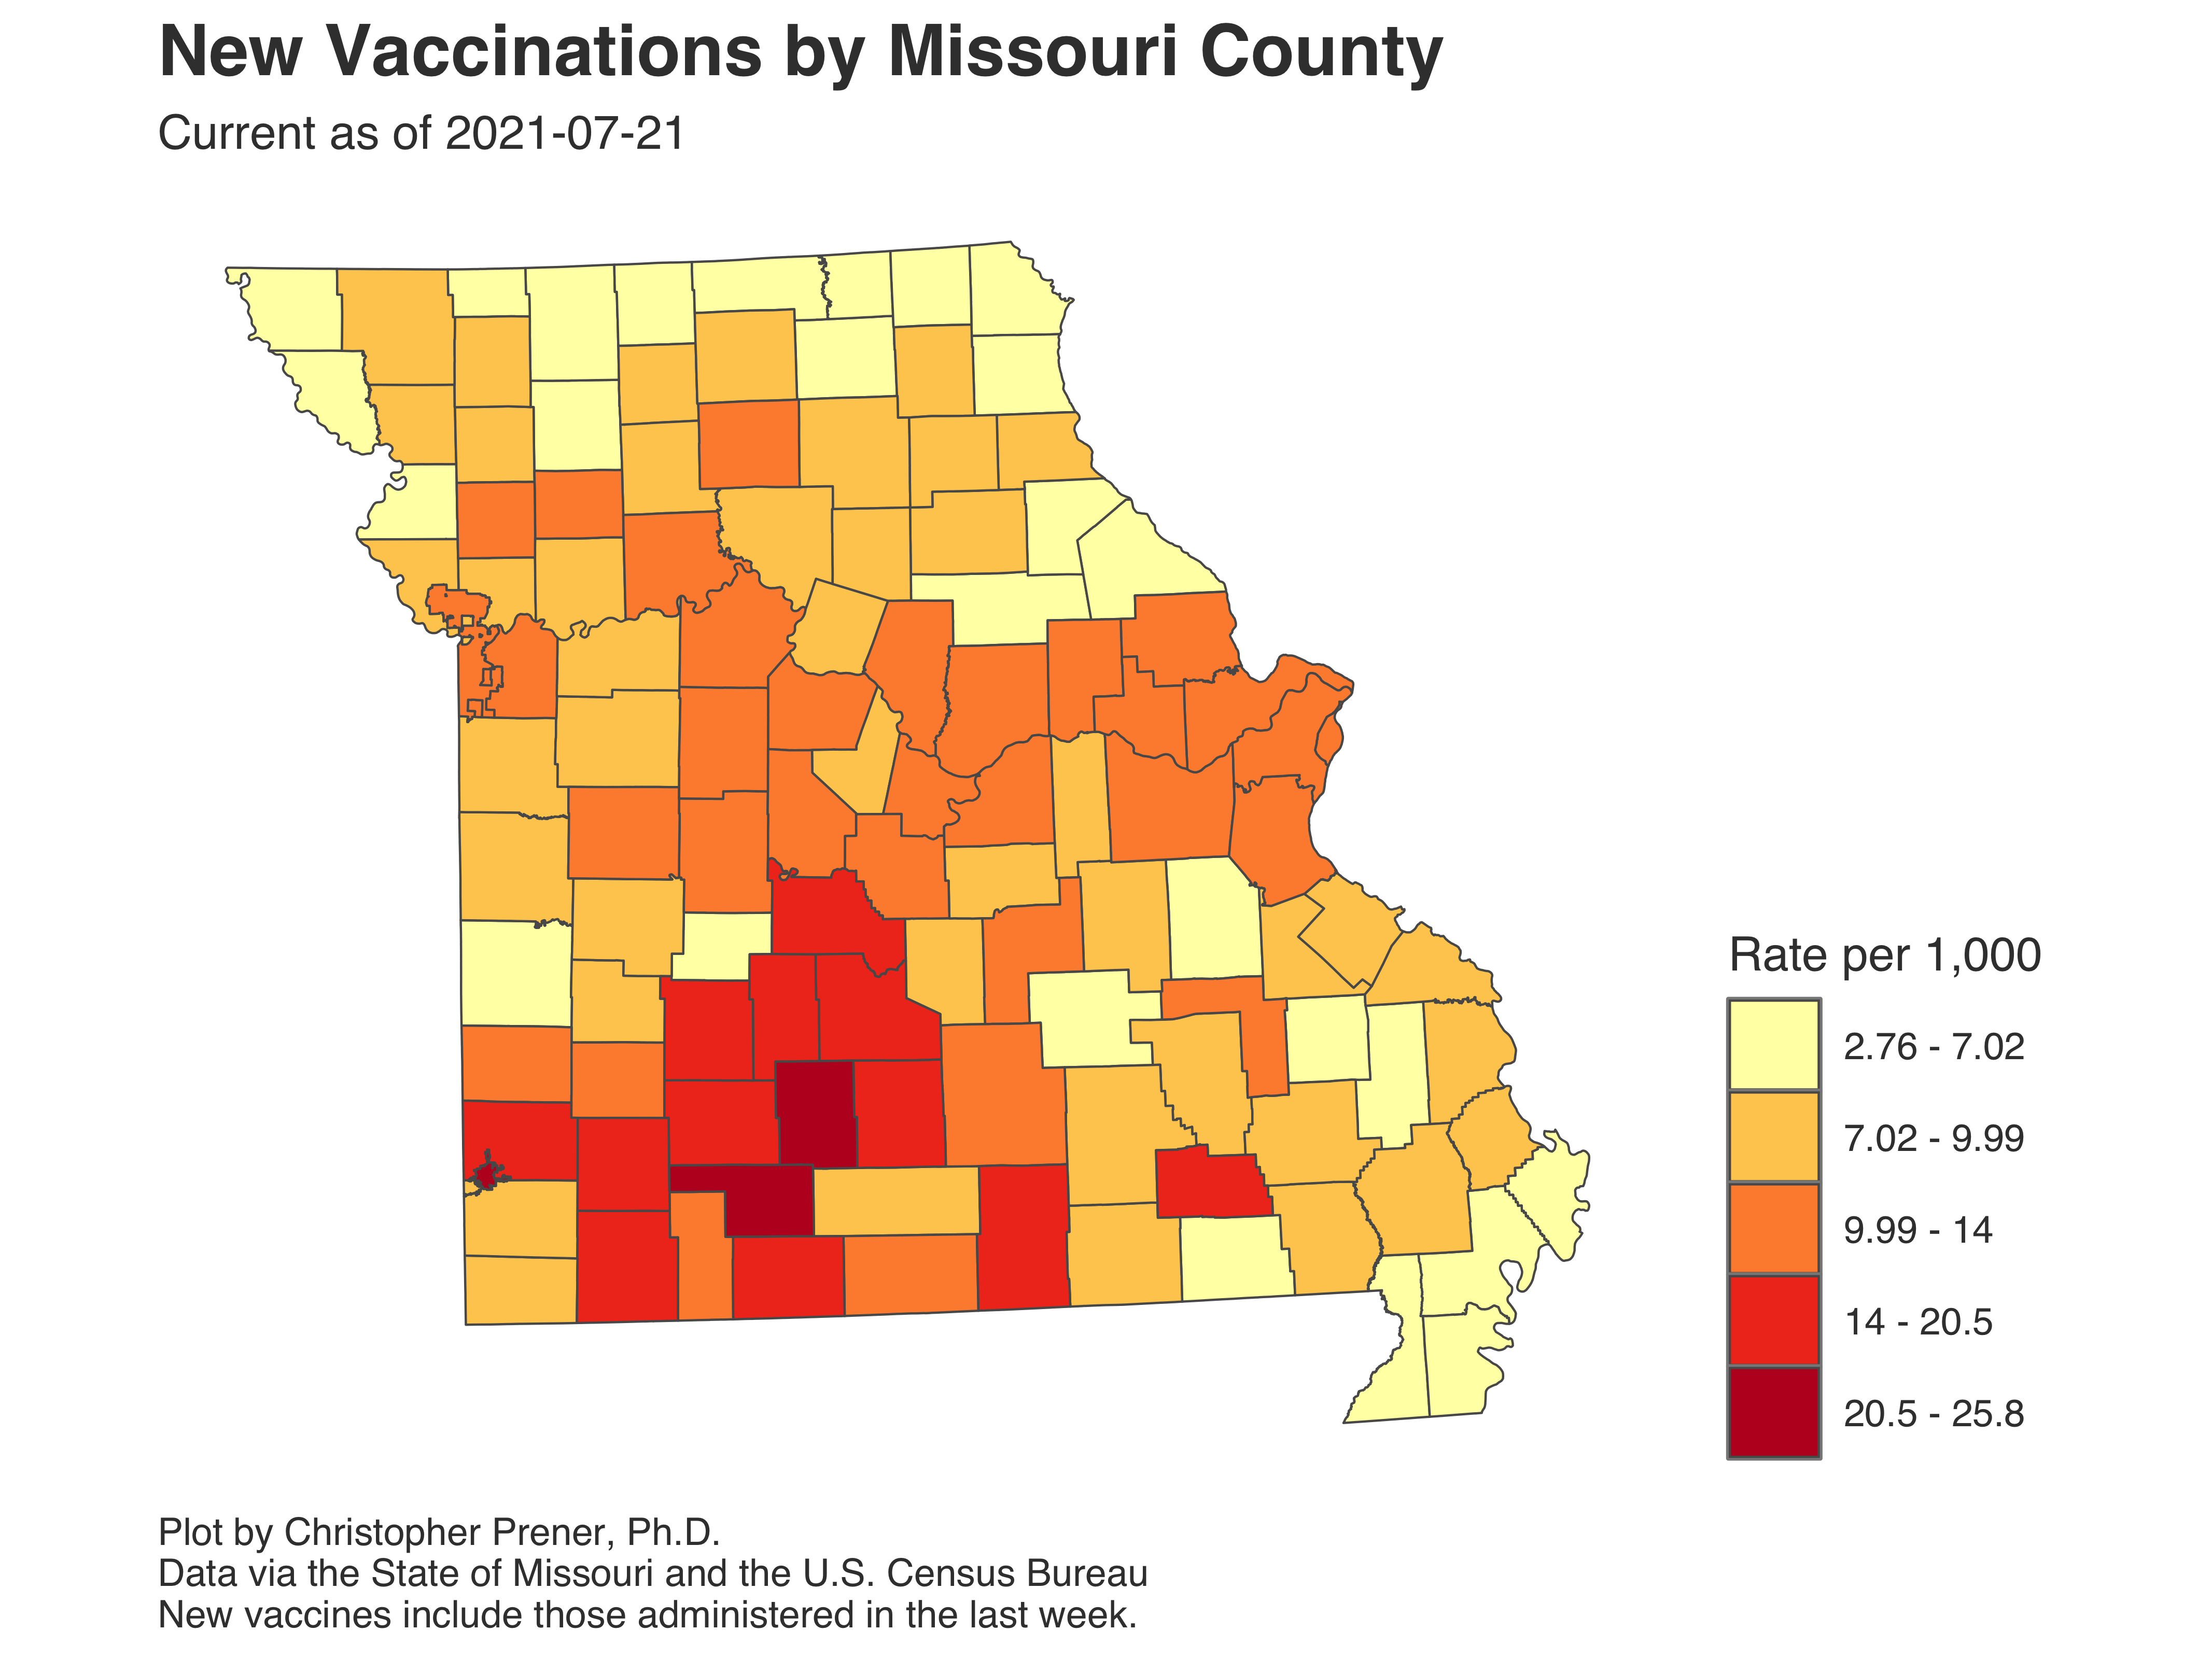 New Vaccinations by Missouri County
Current as of 2021-07-21
Rate per 1,000
2.76 - 7.02
7.02 - 9.99
9.99 - 14
14 - 20.5
20.5 - 25.8
Plot by Christopher Prener, Ph.D.
Data via the State of Missouri and the U.S. Census Bureau
New vaccines include those administered in the last week.